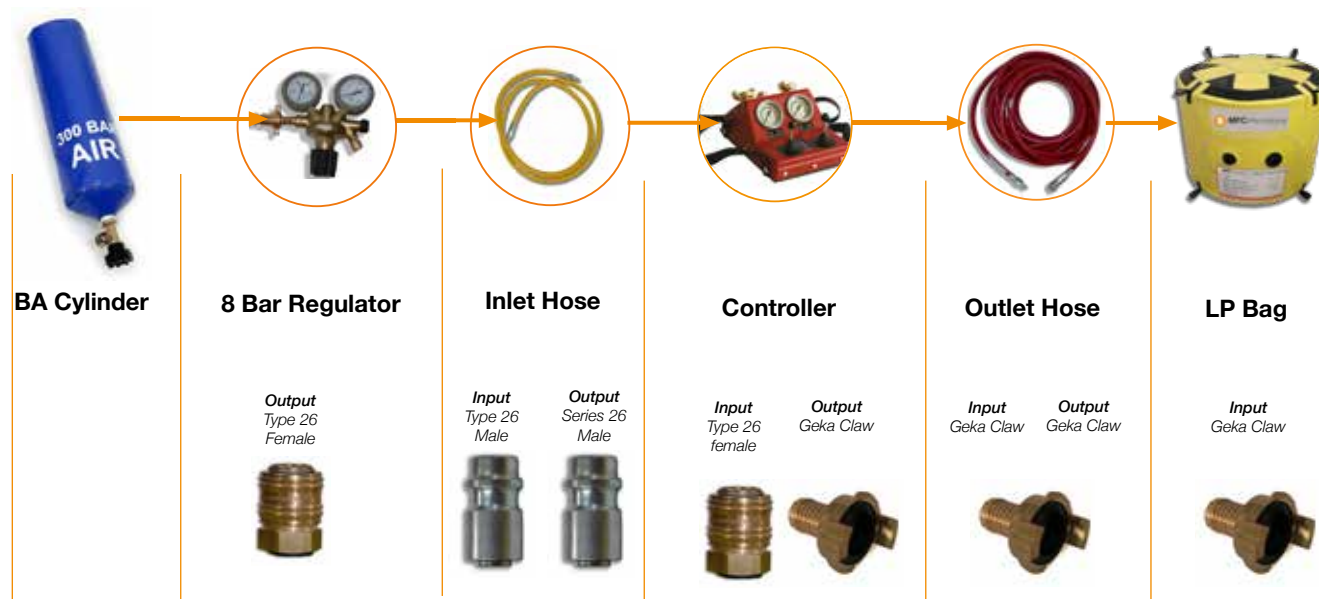 300 BAR
AIR
MFC
BA Cylinder
8 Bar Regulator
Inlet Hose
Controller
Outlet Hose
LP Bag
Output
Type 26
Female
Input
Type 26
Male
Output
Series 26
Male
Input
Type 26
female
Output
Geka Claw
Input
Geka Claw
Output
Geka Claw
Input
Geka Claw